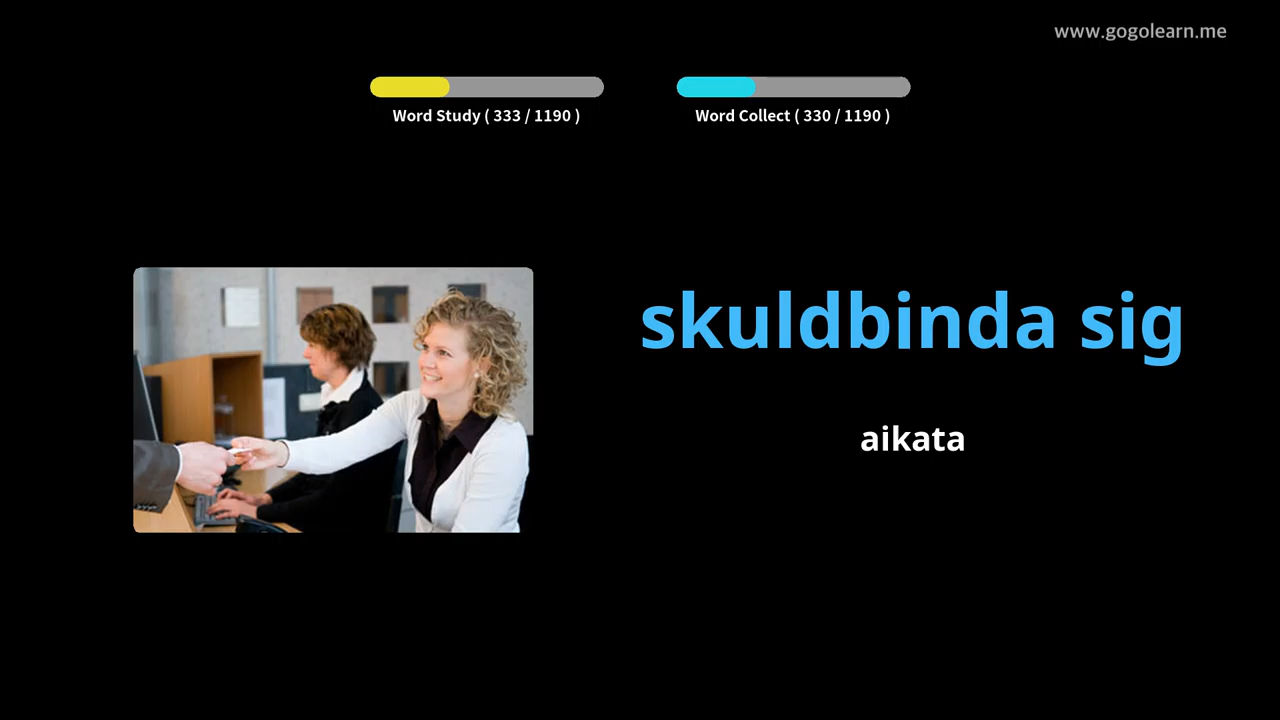 www.gogolearn.me
Word Study ( 333 / 1190 )
Word Collect ( 330 / 1190 )
skuldbinda sig
aikata